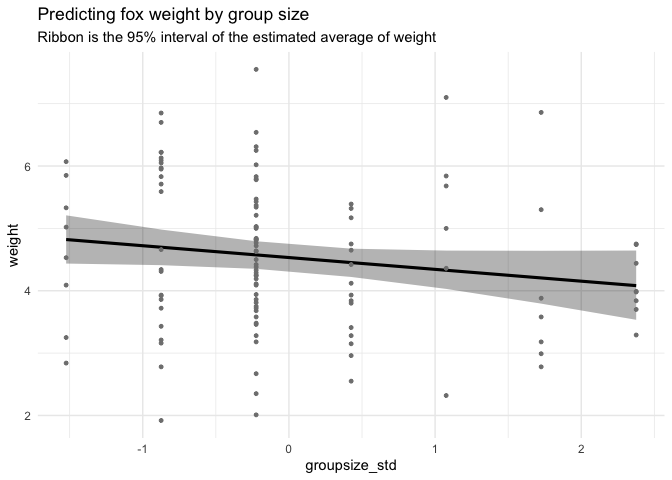 Predicting fox weight by group size
Ribbon is the 95% interval of the estimated average of weight
6
4
2
weight
-1
0
1
2
groupsize_std